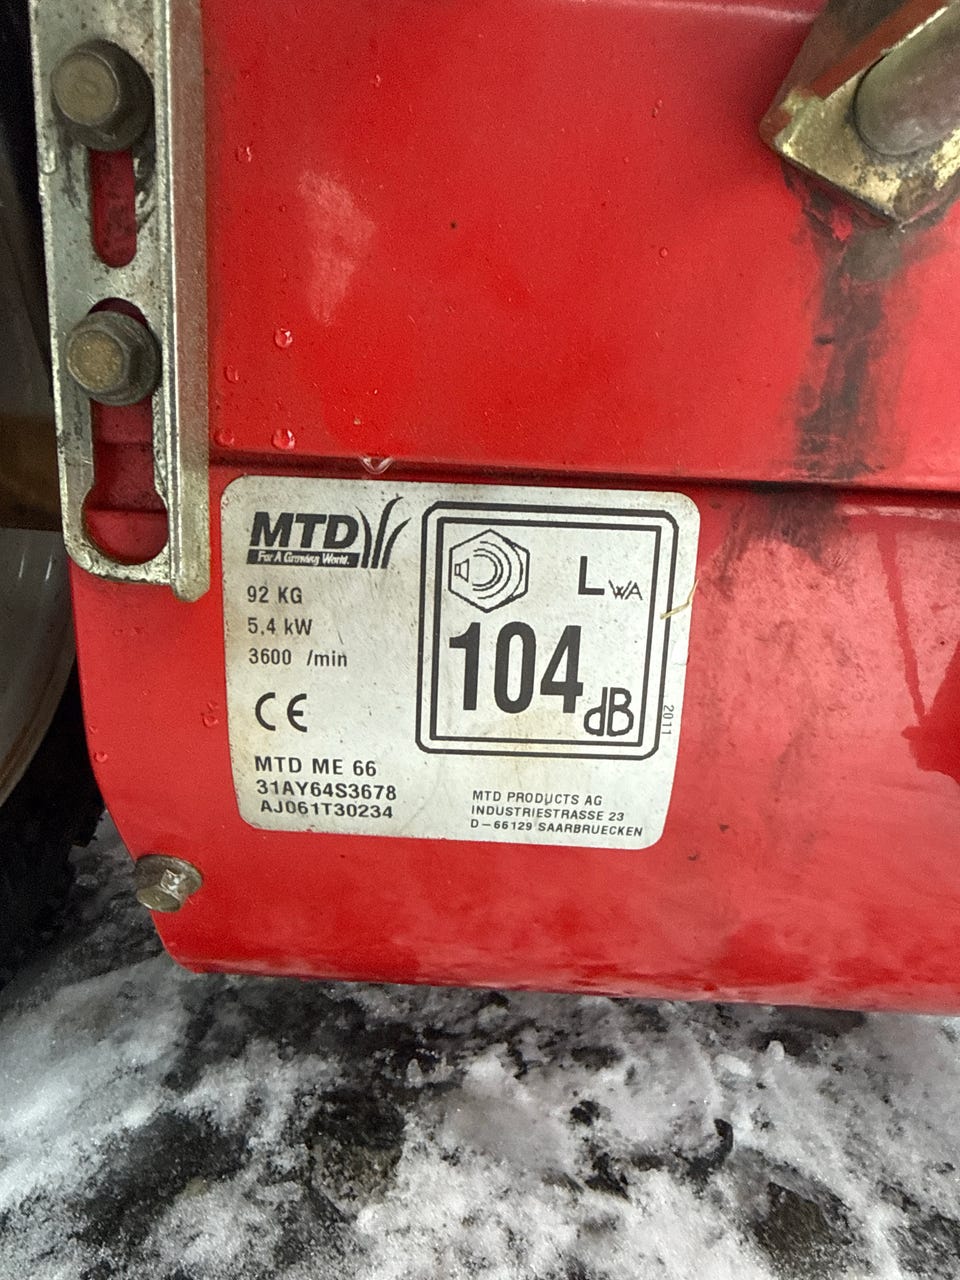 MTD
For A Growing World.
92 KG
5.4 kW
3600 /min
CE
MTD ME 66
31AY64S3678
AJ061T30234
LWA
104 dB
2011
MTD PRODUCTS AG
INDUSTRIESTRASSE 23
D-66129 SAARBRUECKEN